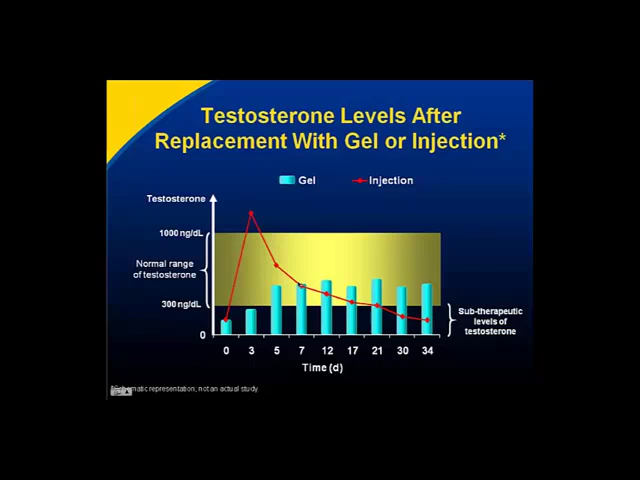 Testosterone Levels After
Replacement With Gel or Injection*
Gel
Injection
Testosterone
1000 ng/dL
Normal range
of testosterone
300 ng/dL
0
Sub-therapeutic
levels of
testosterone
0 3 5 7 12 17 21 30 34
Time (d)
*Schematic representation; not an actual study.